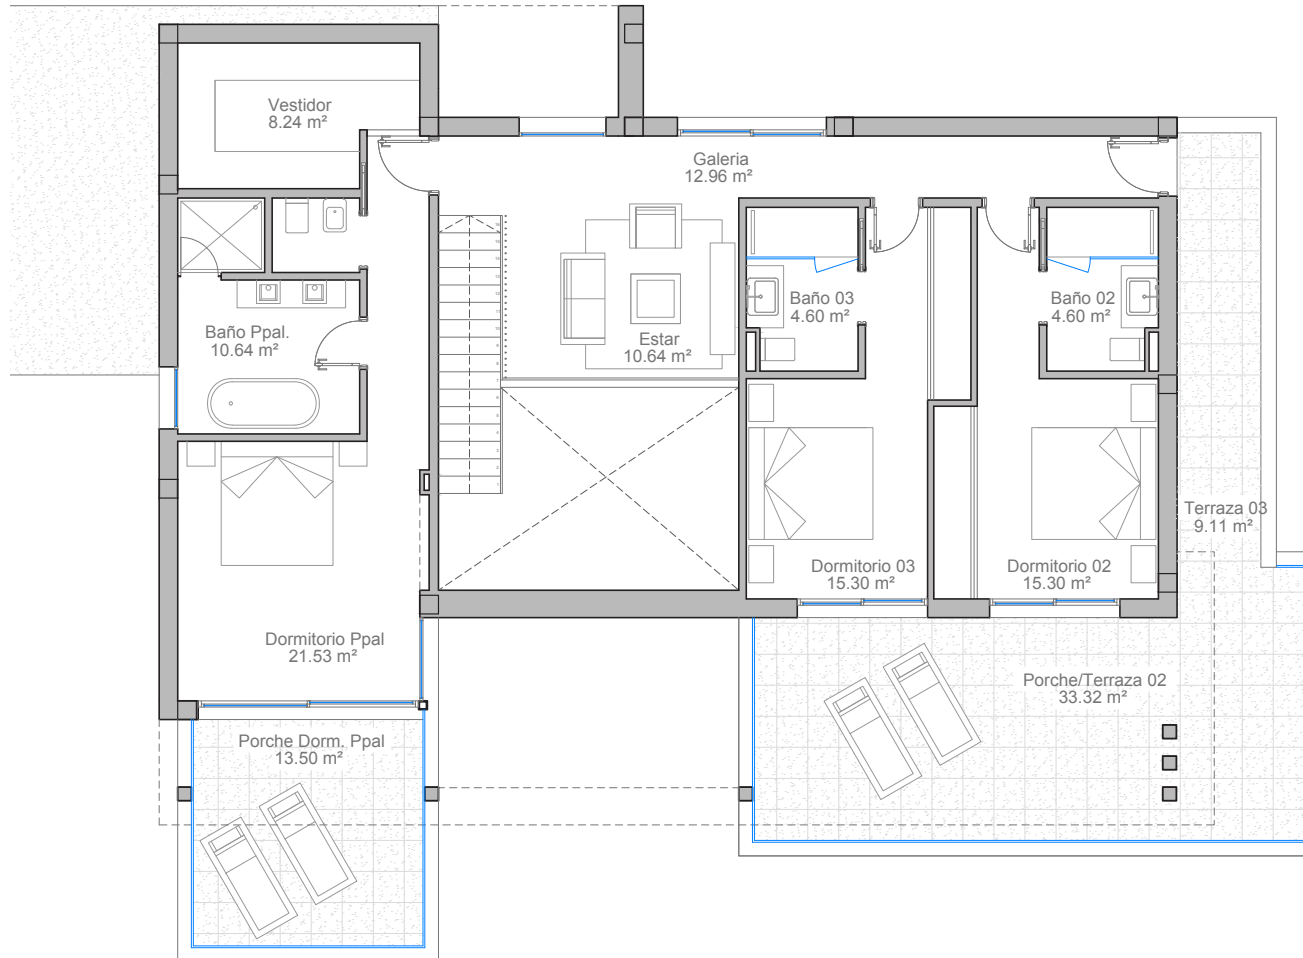 Vestidor
8.24 m²
Galeria
12.96 m²
Baño Ppal.
10.64 m²
Estar
10.64 m²
Baño 03
4.60 m²
Baño 02
4.60 m²
Terraza 03
9.11 m²
Dormitorio 03
15.30 m²
Dormitorio 02
15.30 m²
Dormitorio Ppal
21.53 m²
Porche/Terraza 02
33.32 m²
Porche Dorm. Ppal
13.50 m²